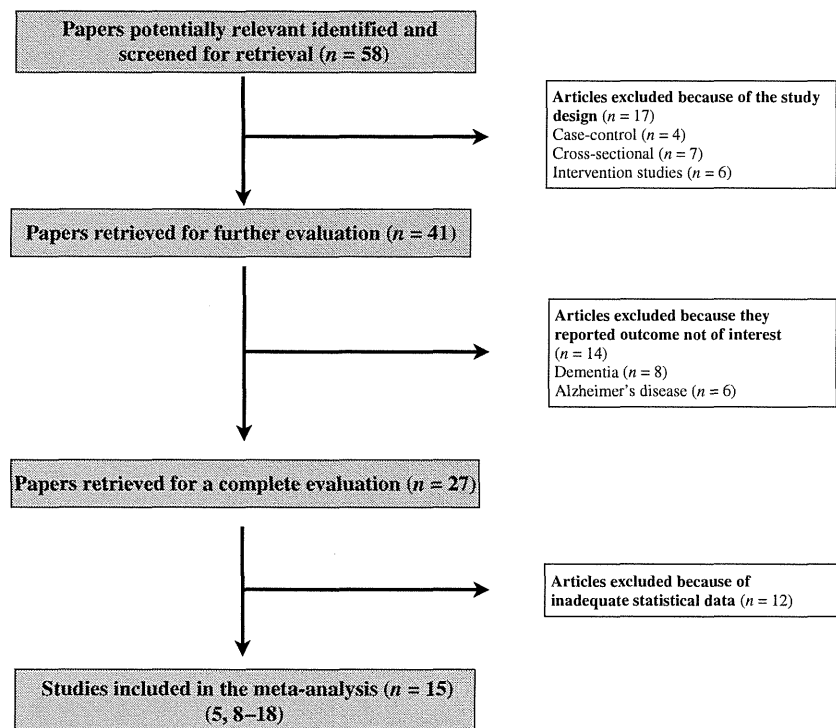 Papers potentially relevant identified and
screened for retrieval (n = 58)
Articles excluded because of the study
design (n = 17)
Case-control (n = 4)
Cross-sectional (n = 7)
Intervention studies (n = 6)
Papers retrieved for further evaluation (n = 41)
Articles excluded because they
reported outcome not of interest
(n = 14)
Dementia (n = 8)
Alzheimer's disease (n = 6)
Papers retrieved for a complete evaluation (n = 27)
Articles excluded because of
inadequate statistical data (n = 12)
Studies included in the meta-analysis (n = 15)
(5, 8–18)